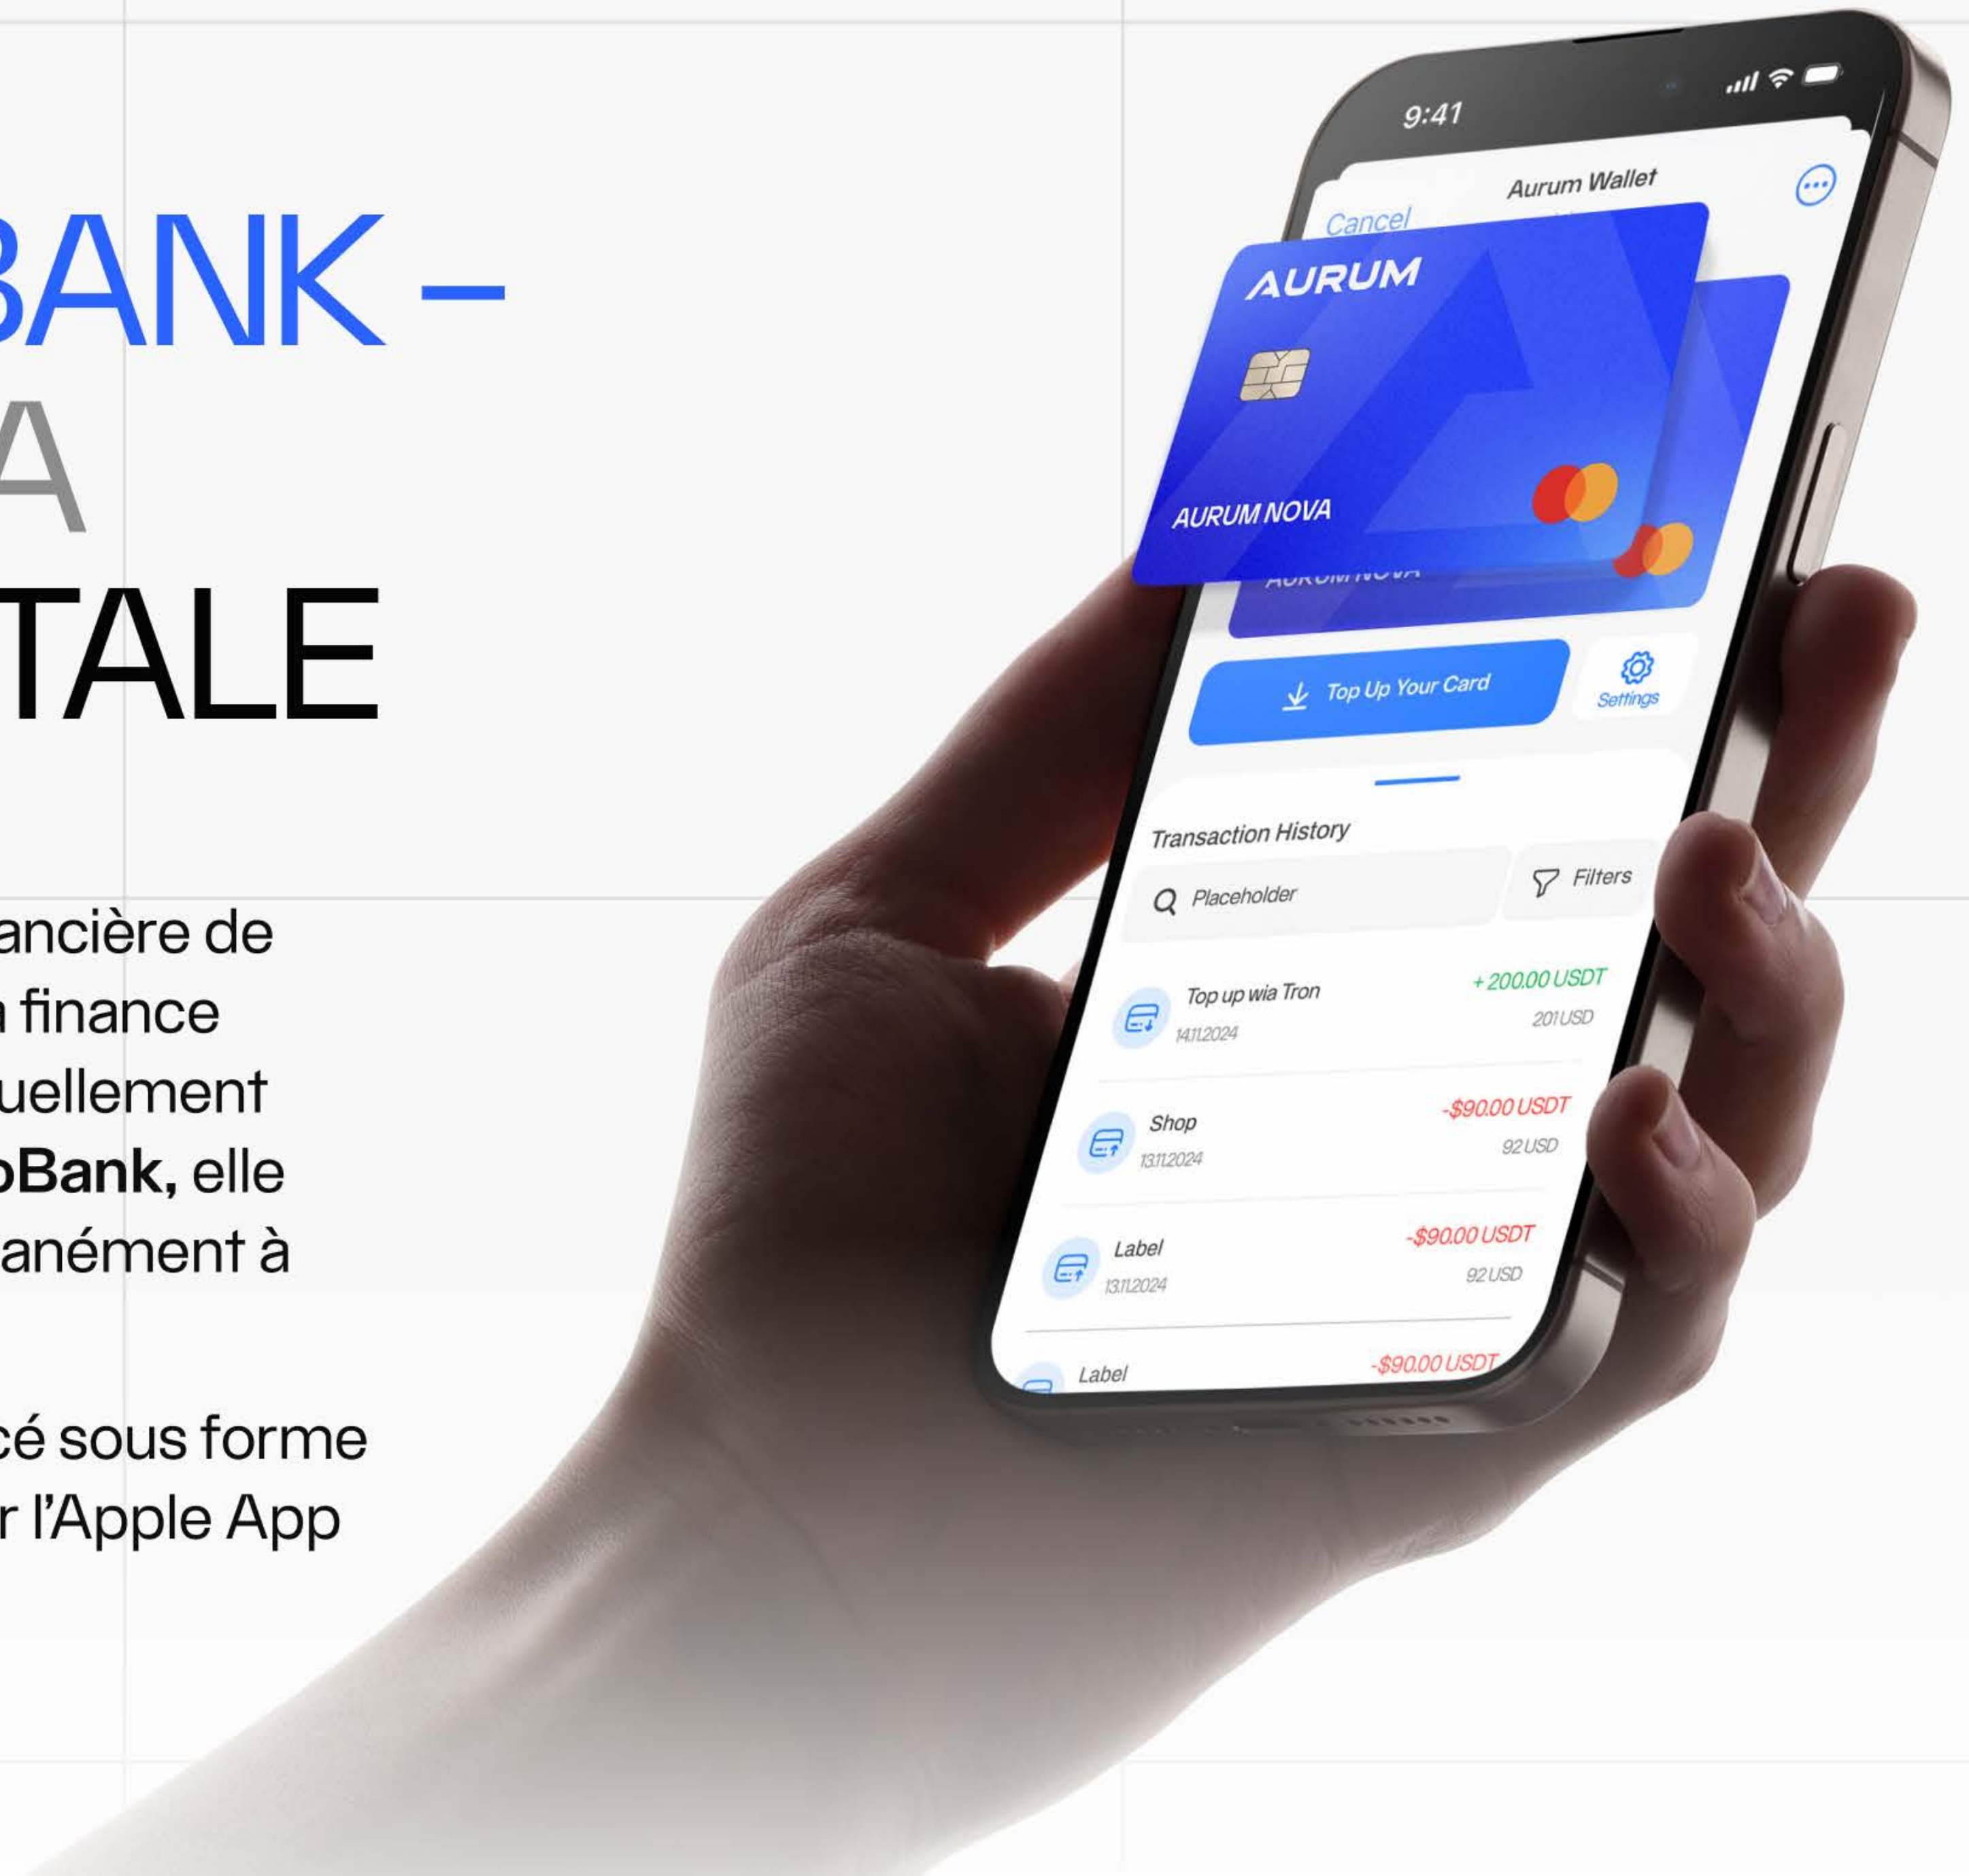 BANK –
A
TALE
ancière de
a finance
uellement
oBank, elle
anément à
cé sous forme
r l’Apple App
9:41
Aurum Wallet
Cancel
AURUM
AURUM NOVA
AURUM NOVA
Top Up Your Card
Settings
Transaction History
Placeholder
Filters
Top up wia Tron
+ 200.00 USDT
14.11.2024
201 USD
Shop
-$90.00 USDT
13.11.2024
92 USD
Label
-$90.00 USDT
13.11.2024
92 USD
Label
-$90.00 USDT